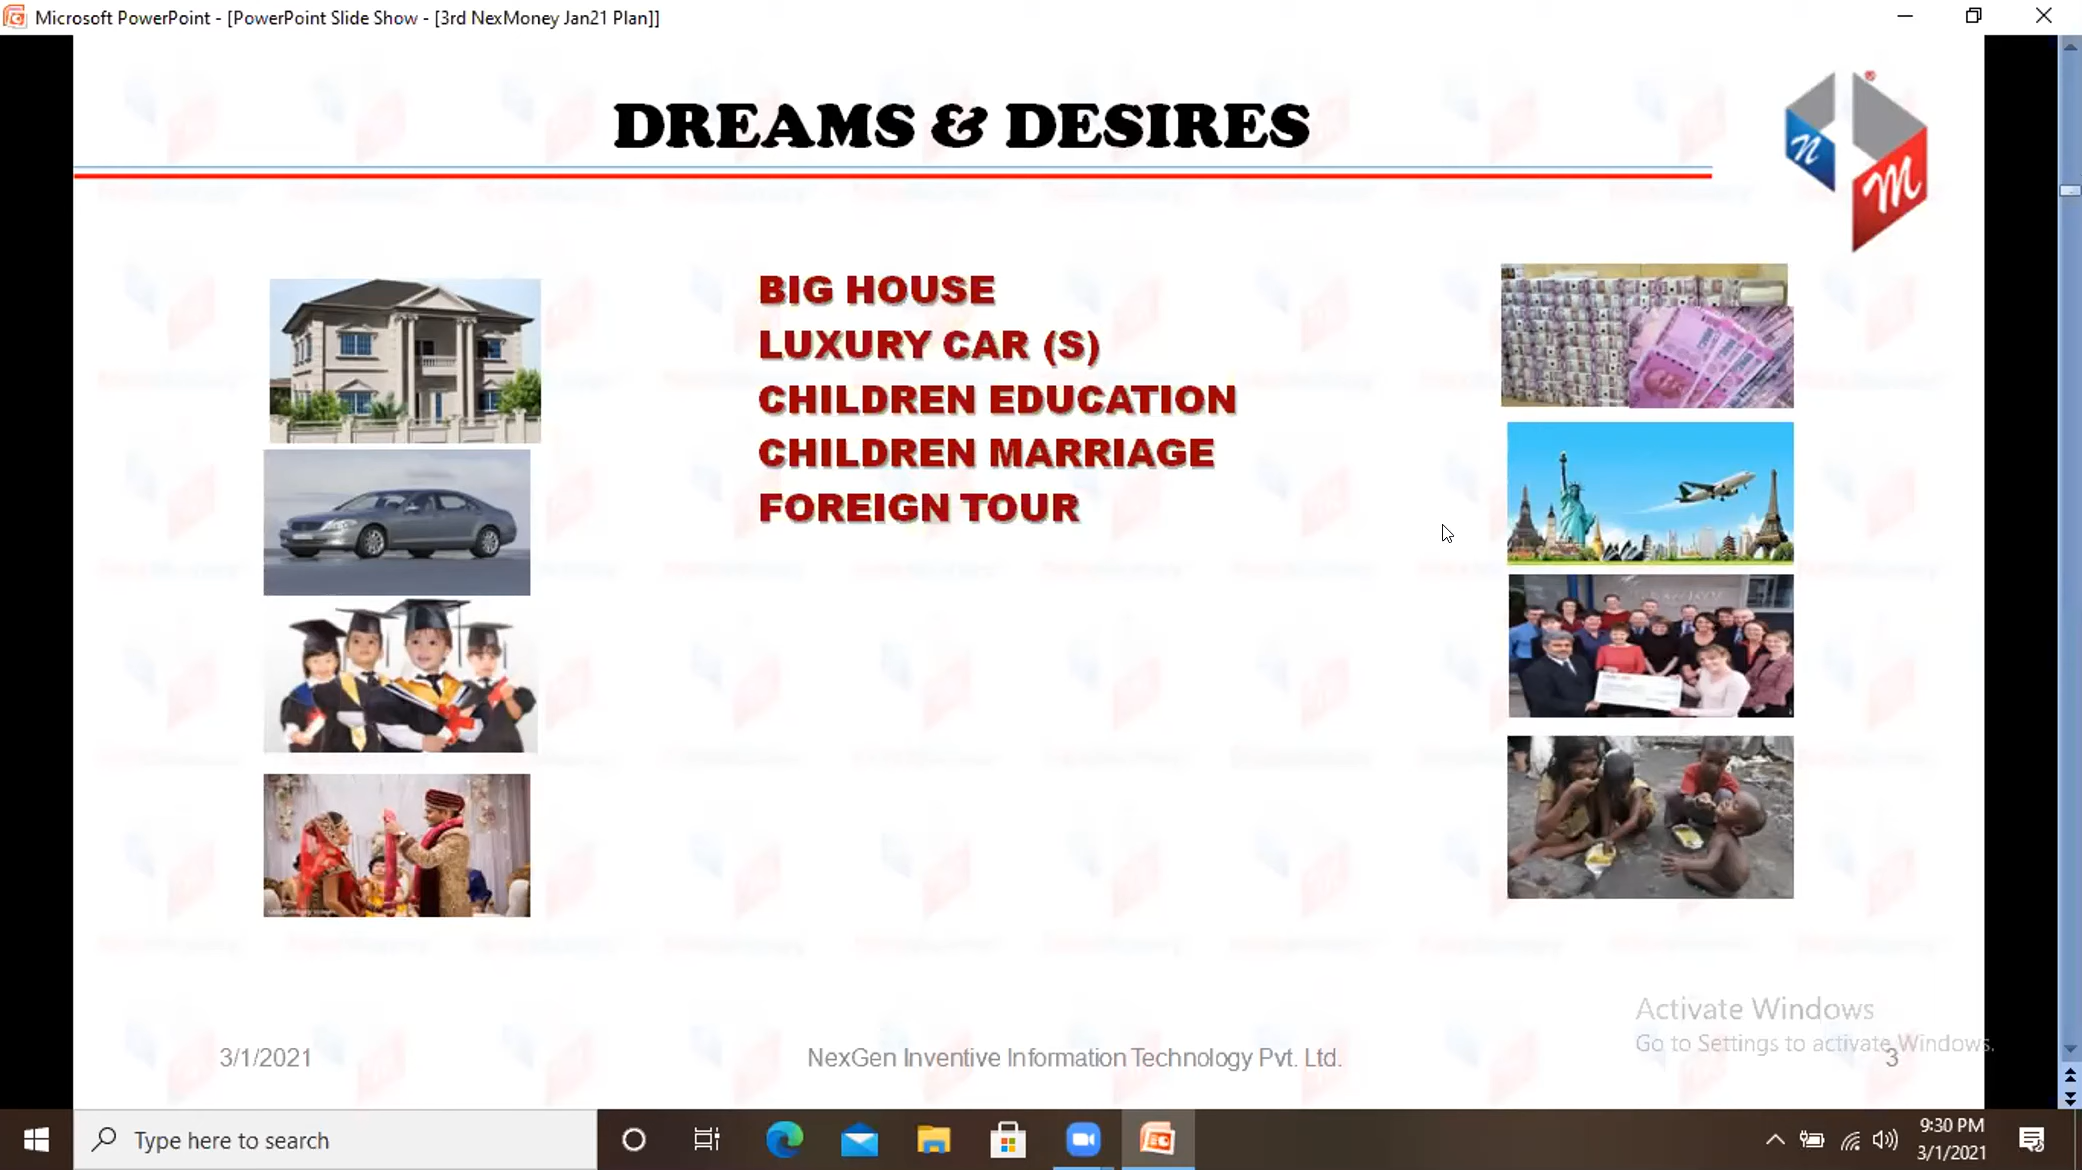 Microsoft PowerPoint - [PowerPoint Slide Show - [3rd NexMoney Jan21 Plan]]
DREAMS & DESIRES
n
M
BIG HOUSE
LUXURY CAR (S)
CHILDREN EDUCATION
CHILDREN MARRIAGE
FOREIGN TOUR
Activate Windows
Go to Settings to activate Windows.
3/1/2021
NexGen Inventive Information Technology Pvt. Ltd.
3
Type here to search
9:30 PM
3/1/2021